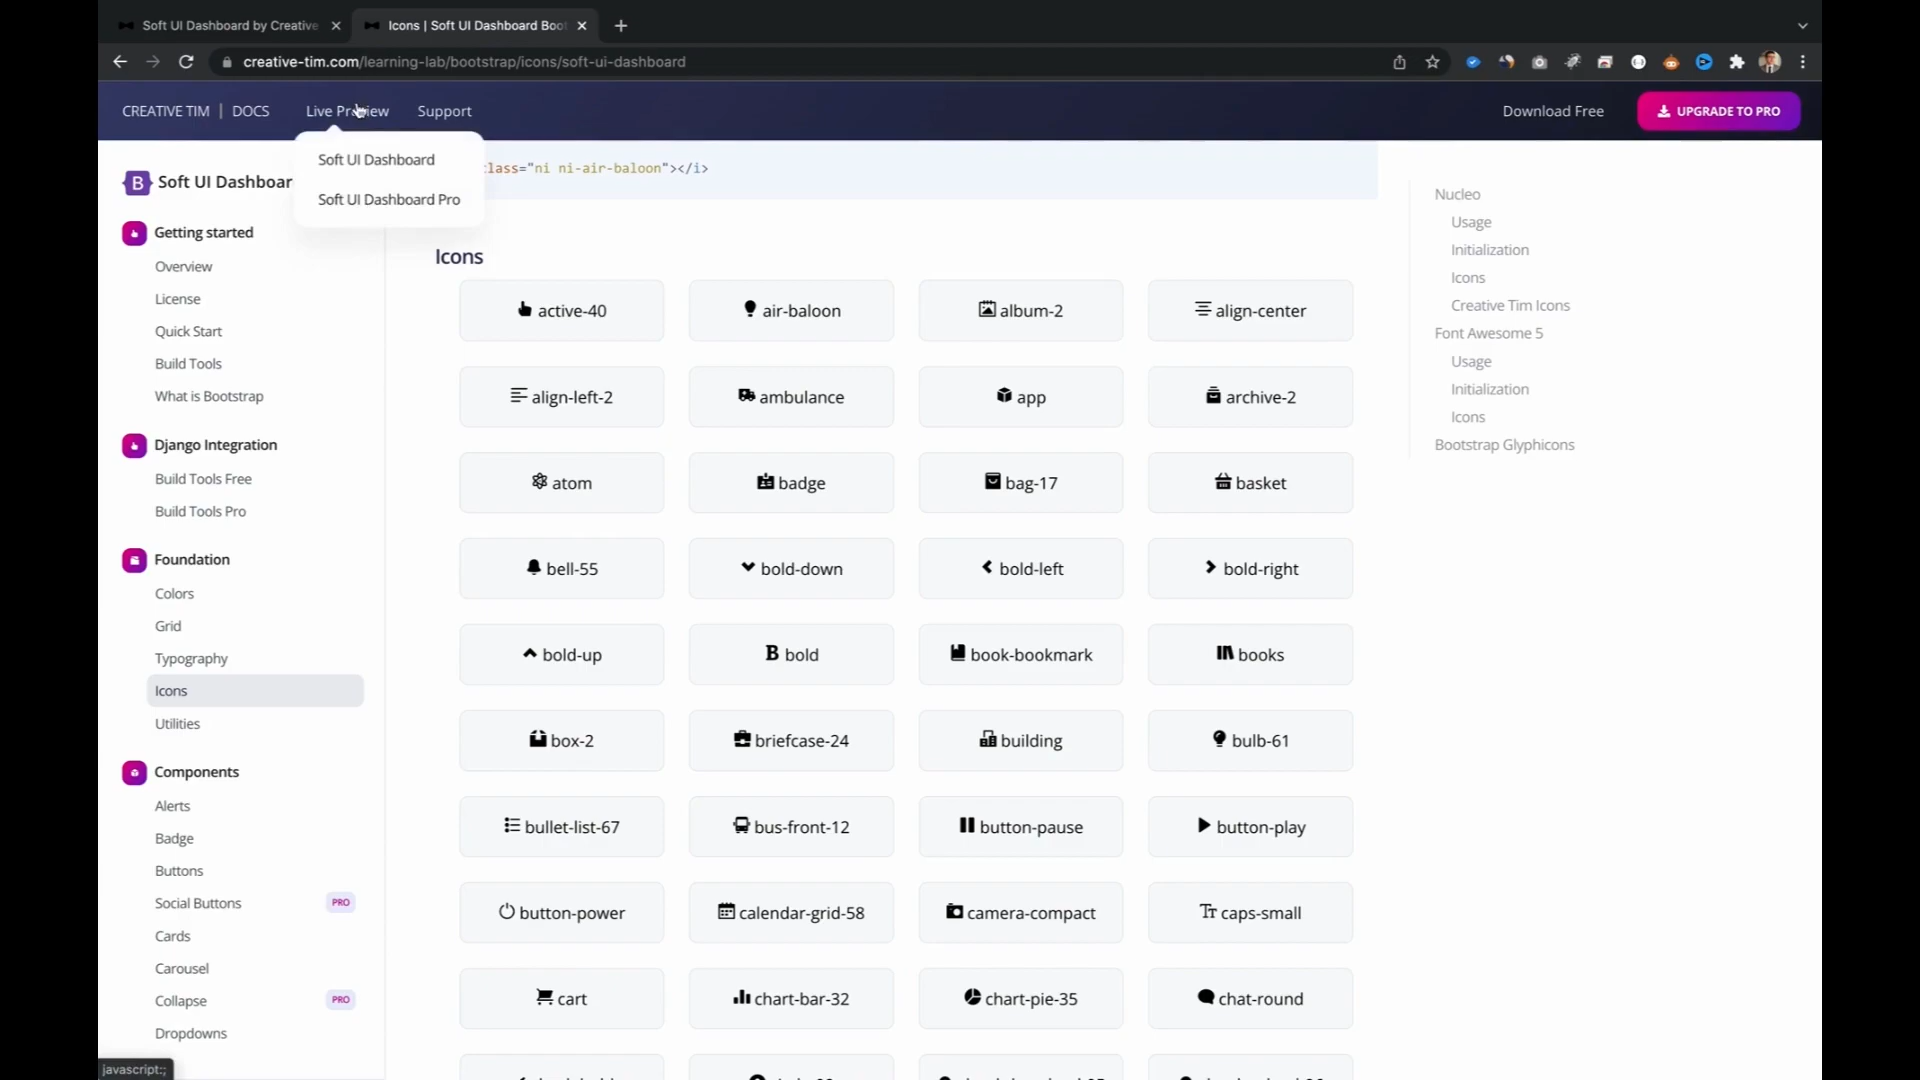 Soft UI Dashboard by Creative
Icons | Soft UI Dashboard Boot
creative-tim.com/learning-lab/bootstrap/icons/soft-ui-dashboard
CREATIVE TIM | DOCS
Live Preview
Support
Download Free
UPGRADE TO PRO
Soft UI Dashboard
Soft UI Dashboard Pro
class="ni ni-air-baloon"></i>
B Soft UI Dashboar
Getting started
Overview
License
Quick Start
Build Tools
What is Bootstrap
Django Integration
Build Tools Free
Build Tools Pro
Foundation
Colors
Grid
Typography
Icons
Utilities
Components
Alerts
Badge
Buttons
Social Buttons PRO
Cards
Carousel
Collapse PRO
Dropdowns
javascript:;
Icons
active-40
air-baloon
album-2
align-center
align-left-2
ambulance
app
archive-2
atom
badge
bag-17
basket
bell-55
bold-down
bold-left
bold-right
bold-up
B bold
book-bookmark
books
box-2
briefcase-24
building
bulb-61
bullet-list-67
bus-front-12
button-pause
button-play
button-power
calendar-grid-58
camera-compact
Tt caps-small
cart
chart-bar-32
chart-pie-35
chat-round
Nucleo
Usage
Initialization
Icons
Creative Tim Icons
Font Awesome 5
Usage
Initialization
Icons
Bootstrap Glyphicons